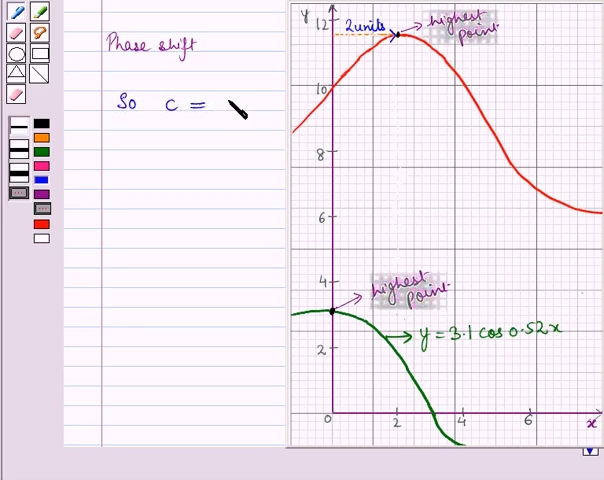 Phase shift
So c =
y
12
2units
highest
point
10
8
6
4
highest
point
y = 3.1 cos 0.52x
2
0 2 4 6 x